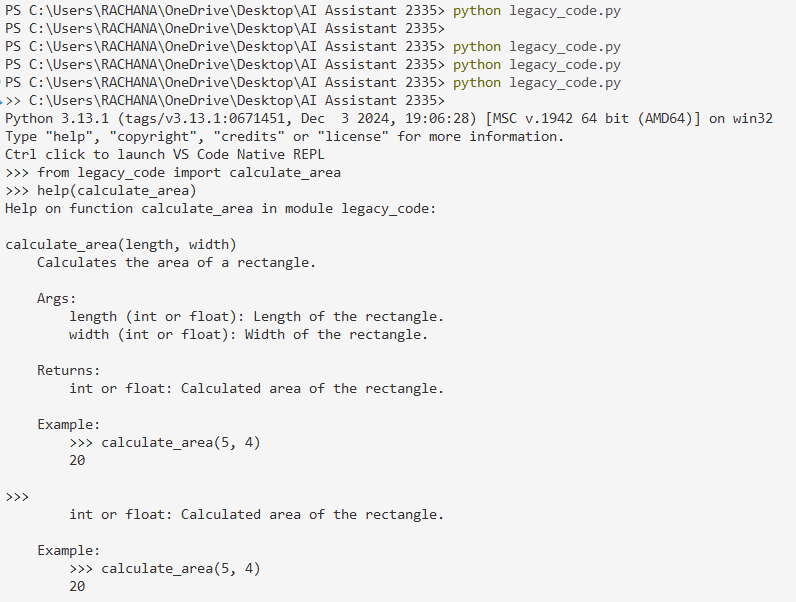 PS C:\Users\RACHANA\OneDrive\Desktop\AI Assistant 2335> python legacy_code.py
PS C:\Users\RACHANA\OneDrive\Desktop\AI Assistant 2335>
PS C:\Users\RACHANA\OneDrive\Desktop\AI Assistant 2335> python legacy_code.py
PS C:\Users\RACHANA\OneDrive\Desktop\AI Assistant 2335> python legacy_code.py
PS C:\Users\RACHANA\OneDrive\Desktop\AI Assistant 2335> python legacy_code.py
>> C:\Users\RACHANA\OneDrive\Desktop\AI Assistant 2335>
Python 3.13.1 (tags/v3.13.1:0671451, Dec  3 2024, 19:06:28) [MSC v.1942 64 bit (AMD64)] on win32
Type "help", "copyright", "credits" or "license" for more information.
Ctrl click to launch VS Code Native REPL
>>> from legacy_code import calculate_area
>>> help(calculate_area)
Help on function calculate_area in module legacy_code:

calculate_area(length, width)
    Calculates the area of a rectangle.

    Args:
        length (int or float): Length of the rectangle.
        width (int or float): Width of the rectangle.

    Returns:
        int or float: Calculated area of the rectangle.

    Example:
        >>> calculate_area(5, 4)
        20

>>>
        int or float: Calculated area of the rectangle.

    Example:
        >>> calculate_area(5, 4)
        20